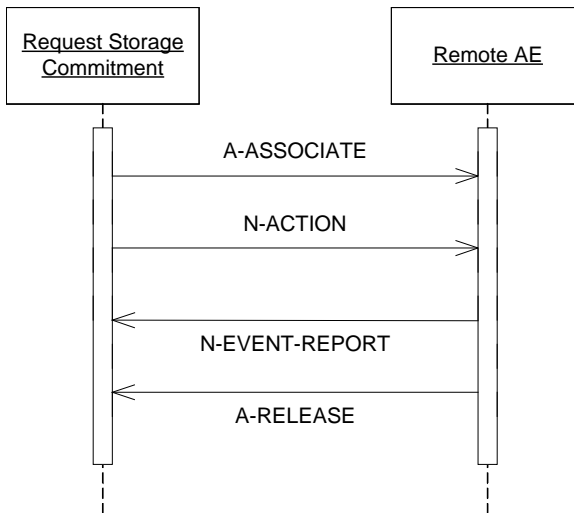 Request Storage
Commitment
Remote AE
A-ASSOCIATE
N-ACTION
N-EVENT-REPORT
A-RELEASE